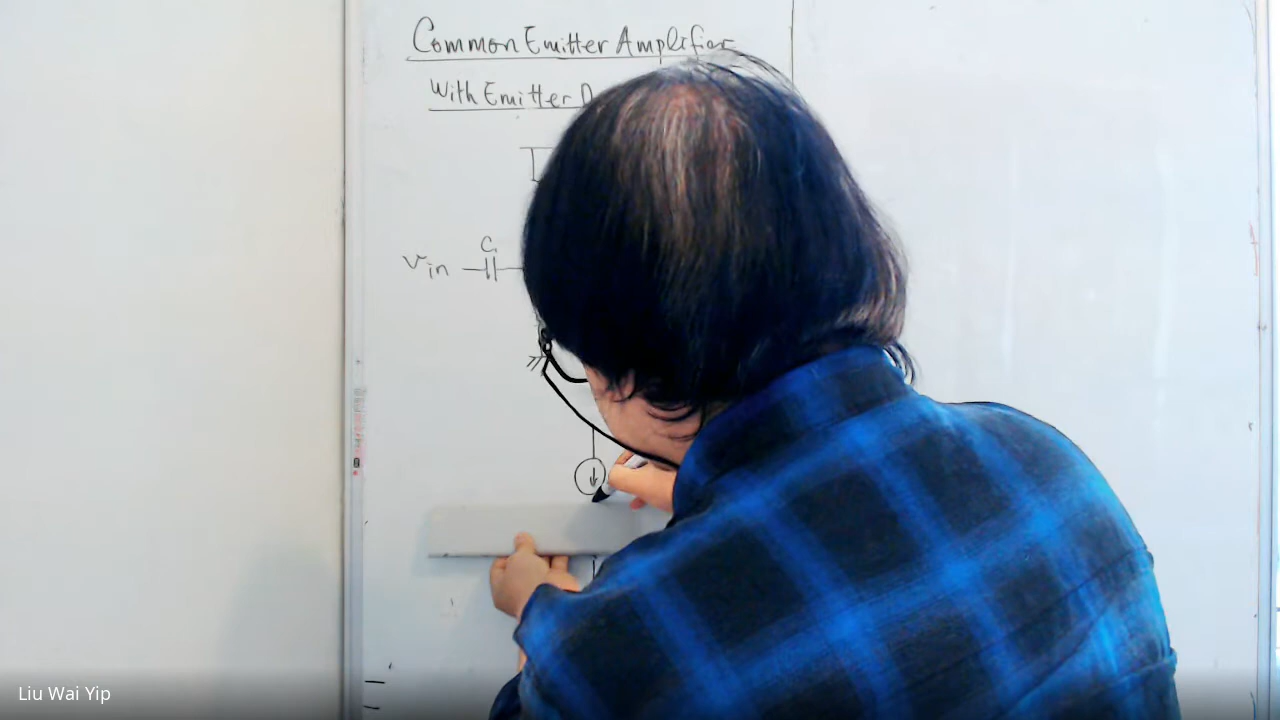 Common Emitter Amplifier
With Emitter
C₁
Vin
Liu Wai Yip